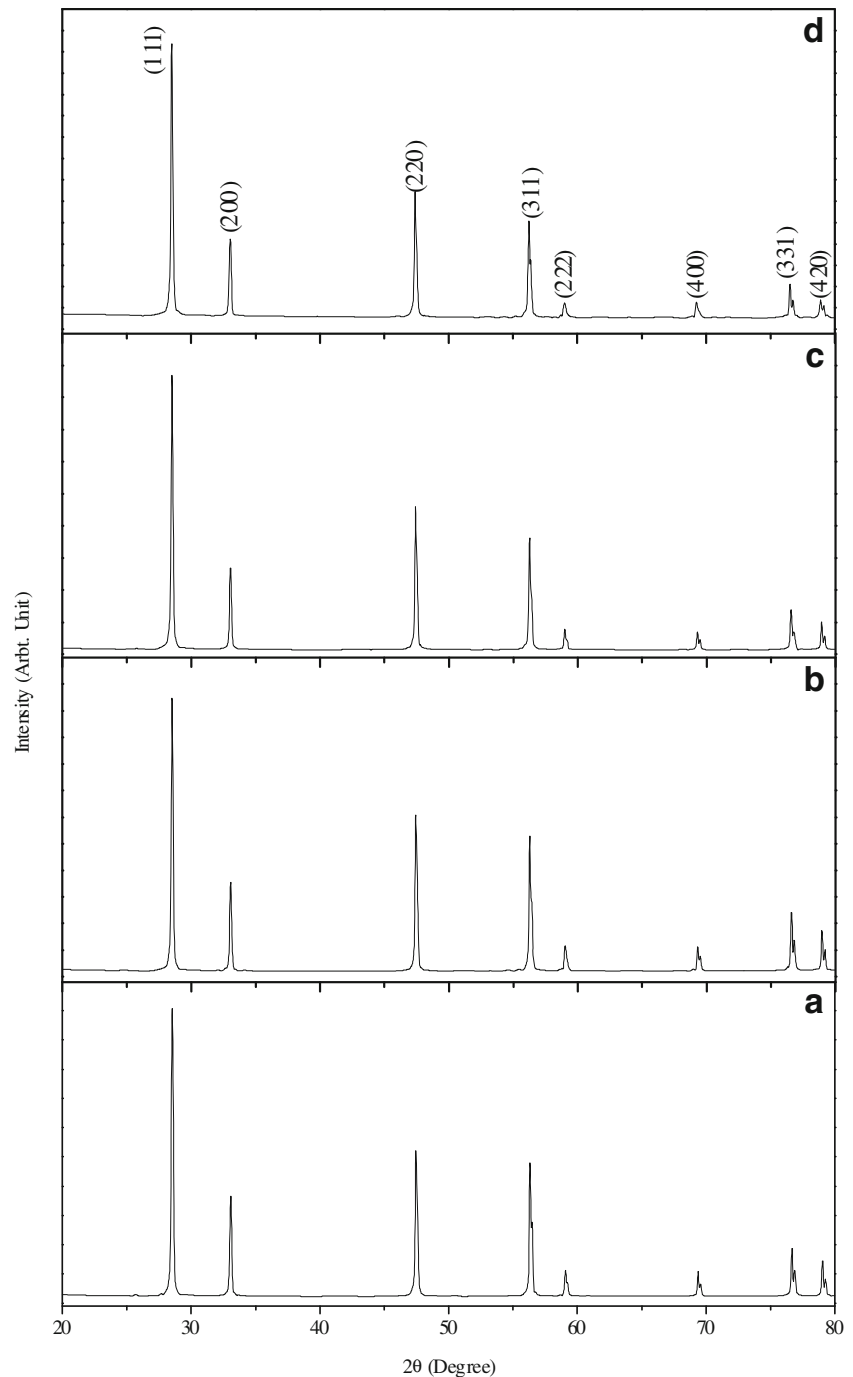 d
(111)
(200)
(220)
(311)
(222)
(400)
(331)
(420)
c
b
a
Intensity (Arbt. Unit)
20 30 40 50 60 70 80
2θ (Degree)